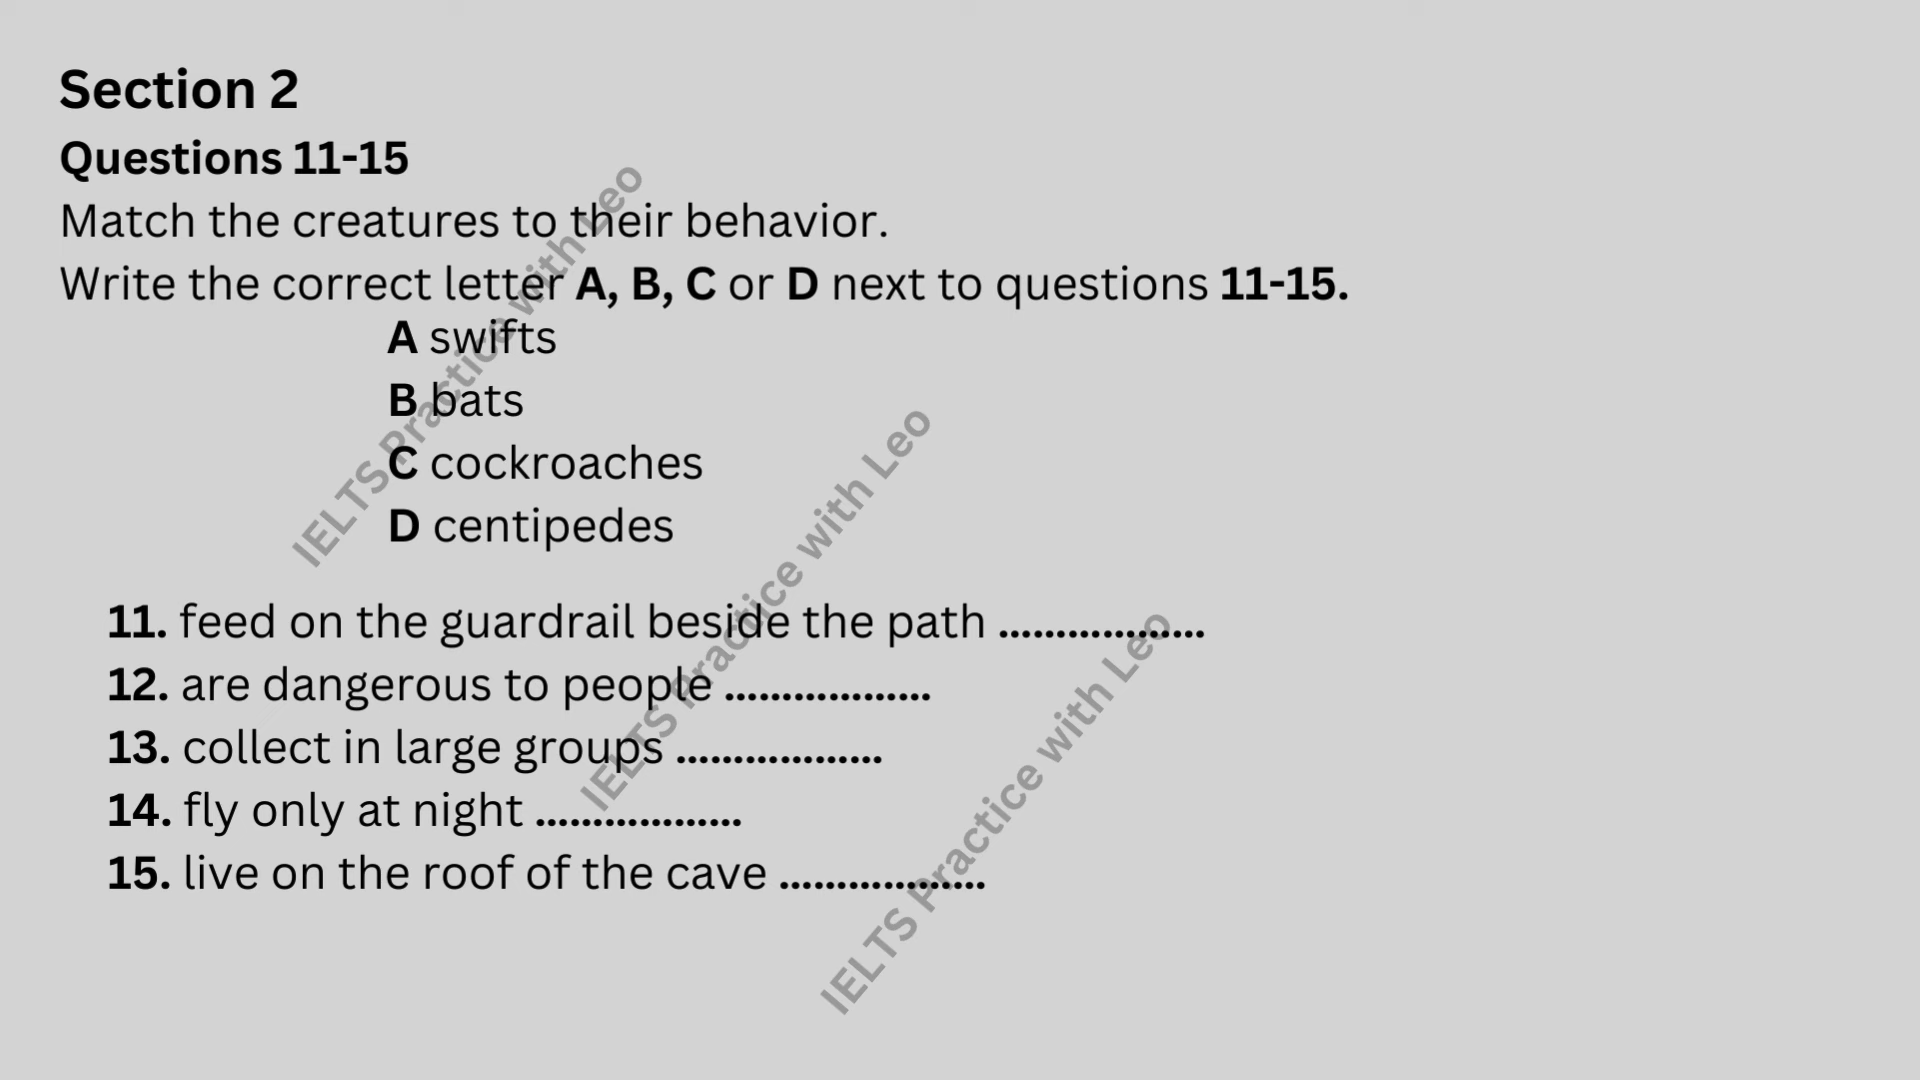 Section 2
Questions 11-15
Match the creatures to their behavior.
Write the correct letter A, B, C or D next to questions 11-15.
A swifts
B bats
C cockroaches
D centipedes
11. feed on the guardrail beside the path ..................
12. are dangerous to people ..................
13. collect in large groups ..................
14. fly only at night ..................
15. live on the roof of the cave ..................
IELTS Practice with Leo
IELTS Practice with Leo
IELTS Practice with Leo